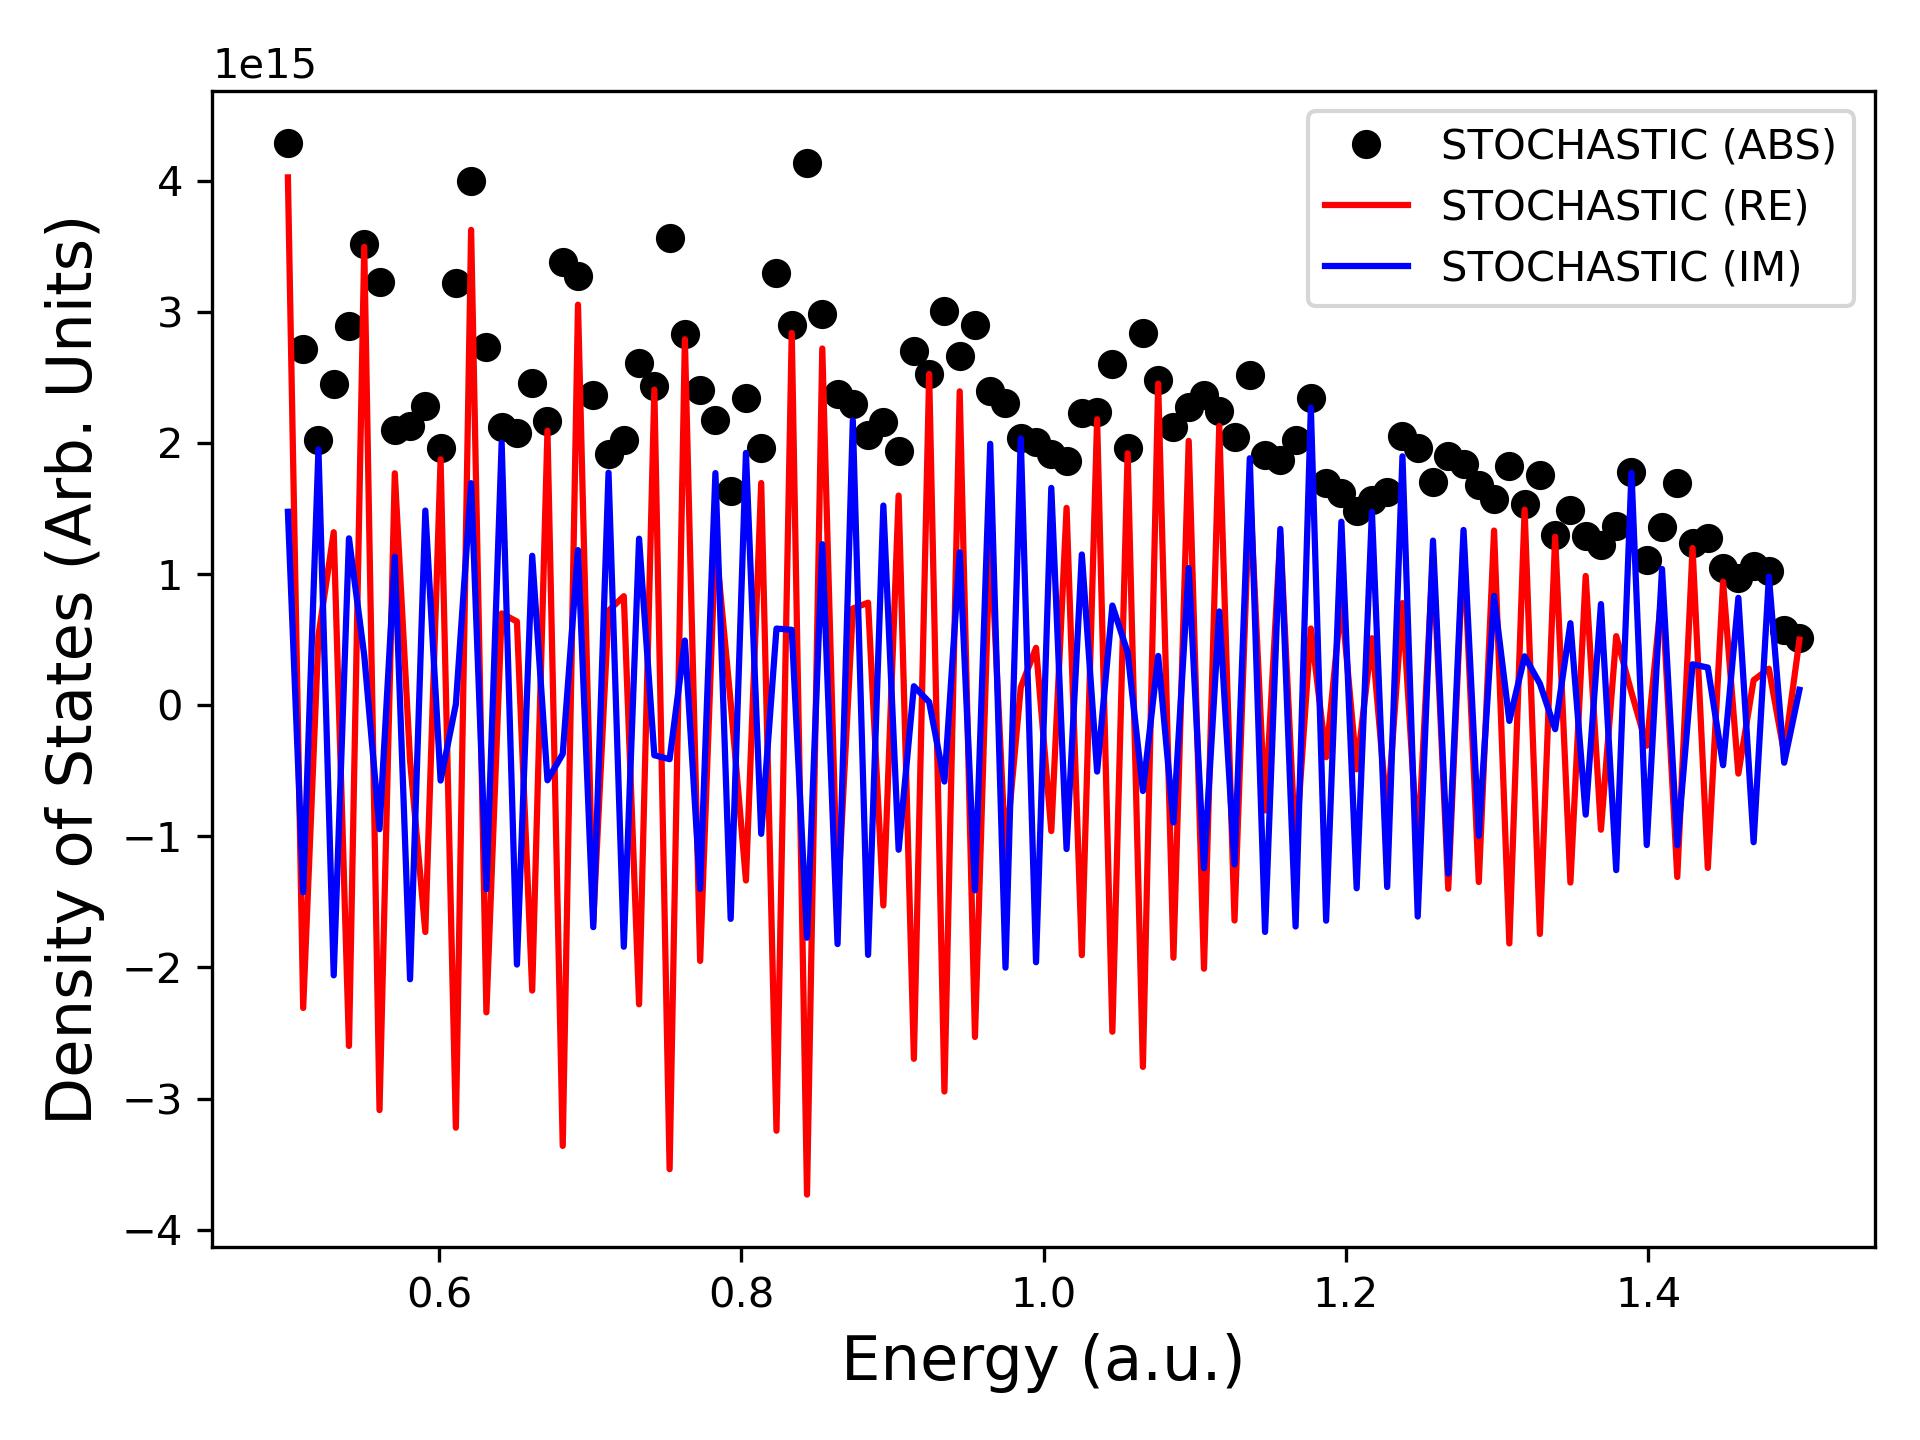 1e15
STOCHASTIC (ABS)
STOCHASTIC (RE)
STOCHASTIC (IM)
Density of States (Arb. Units)
4
3
2
1
0
−1
−2
−3
−4
0.6 0.8 1.0 1.2 1.4
Energy (a.u.)